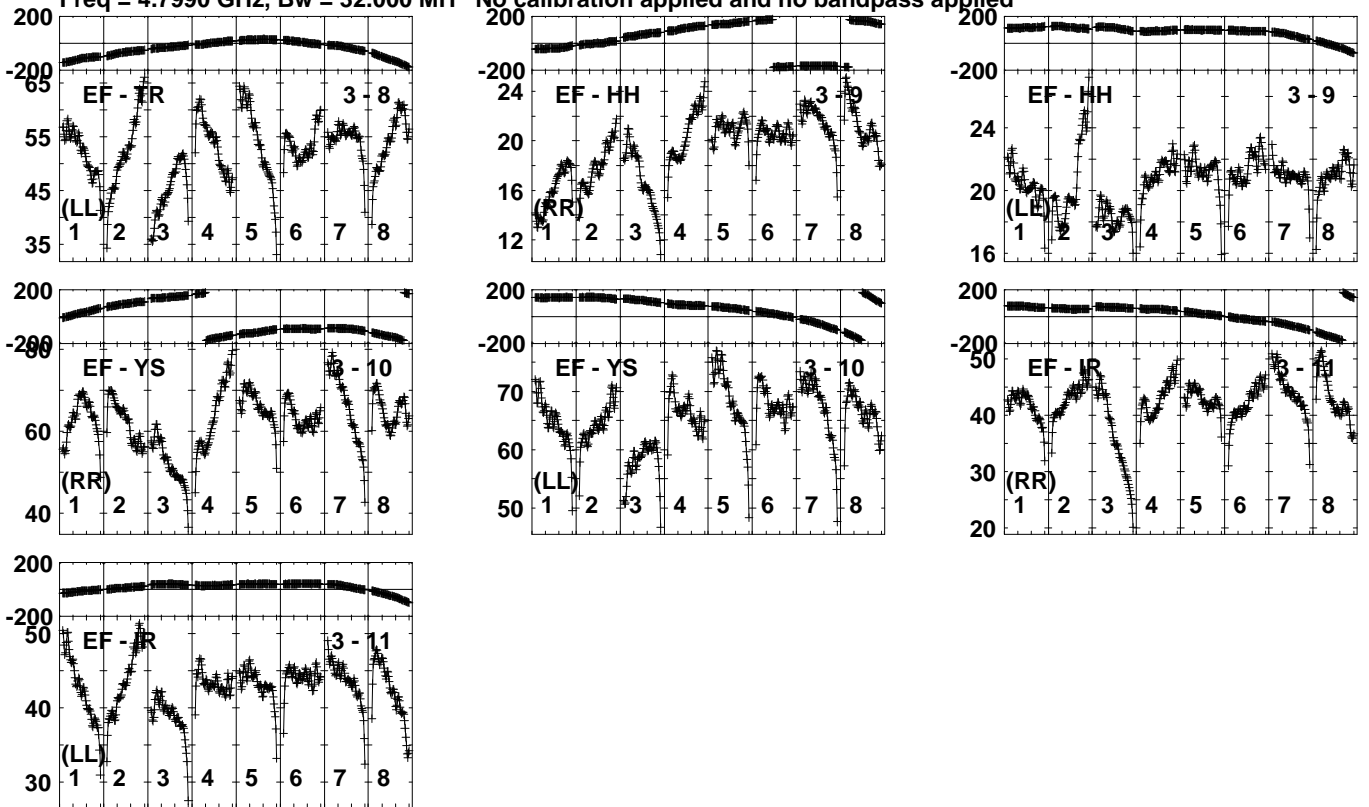 Freq = 4.7990 GHz, Bw = 32.000 MH No calibration applied and no bandpass applied
200
-200
65
55
45
35
EF - TR
3 - 8
(LL)
1 2 3 4 5 6 7 8
200
-200
24
20
16
12
EF - HH
3 - 9
(RR)
1 2 3 4 5 6 7 8
200
-200
24
20
16
EF - HH
3 - 9
(LL)
1 2 3 4 5 6 7 8
200
-200
80
60
40
EF - YS
3 - 10
(RR)
1 2 3 4 5 6 7 8
200
-200
70
60
50
EF - YS
3 - 10
(LL)
1 2 3 4 5 6 7 8
200
-200
50
40
30
20
EF - IR
3 - 11
(RR)
1 2 3 4 5 6 7 8
200
-200
50
40
30
EF - IR
3 - 11
(LL)
1 2 3 4 5 6 7 8